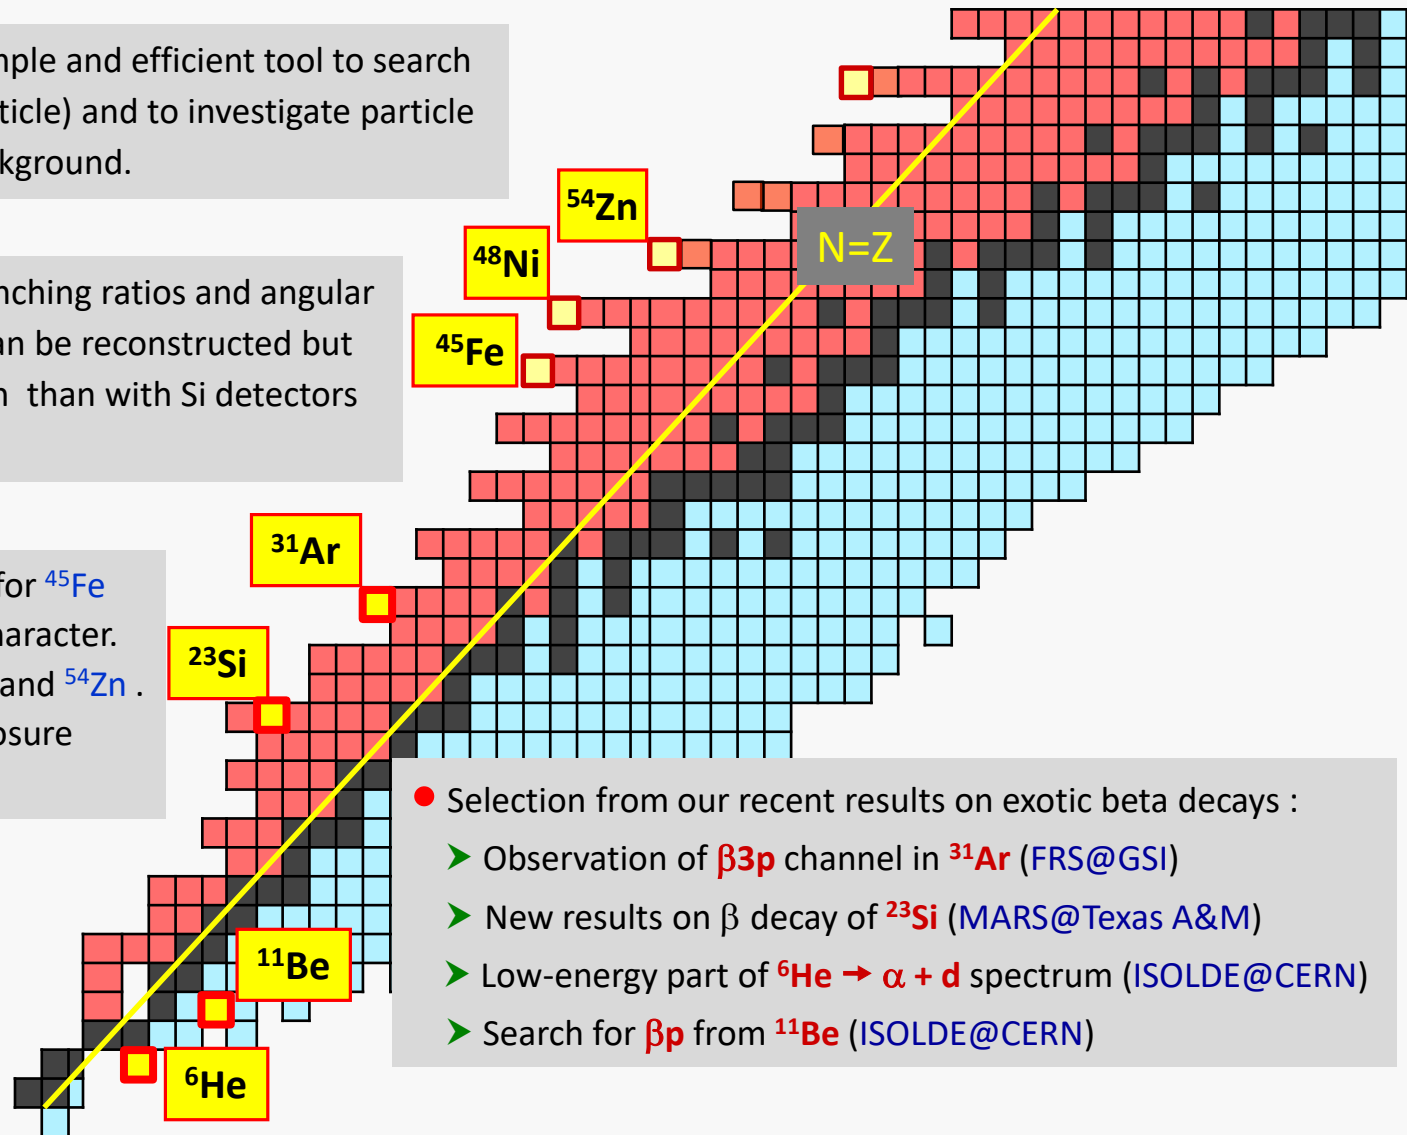 mple and efficient tool to search
ticle) and to investigate particle
kground.
⁵⁴Zn
N=Z
⁴⁸Ni
nching ratios and angular
an be reconstructed but
n than with Si detectors
⁴⁵Fe
³¹Ar
for ⁴⁵Fe
haracter.
and ⁵⁴Zn .
osure
²³Si
● Selection from our recent results on exotic beta decays :
➤ Observation of β3p channel in ³¹Ar (FRS@GSI)
➤ New results on β decay of ²³Si (MARS@Texas A&M)
➤ Low-energy part of ⁶He → α + d spectrum (ISOLDE@CERN)
➤ Search for βp from ¹¹Be (ISOLDE@CERN)
¹¹Be
⁶He